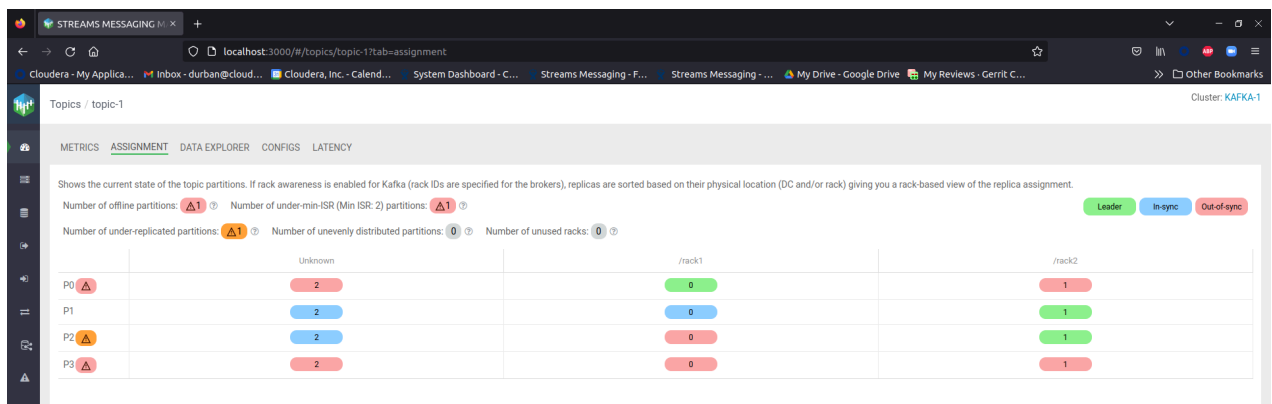 STREAMS MESSAGING M
localhost:3000/#/topics/topic-1?tab=assignment
ABP
Cloudera - My Applica... Inbox - durban@cloud... Cloudera, Inc. - Calend... System Dashboard - C... Streams Messaging - F... Streams Messaging - ... My Drive - Google Drive My Reviews · Gerrit C... Other Bookmarks
Topics / topic-1 Cluster: KAFKA-1
METRICS ASSIGNMENT DATA EXPLORER CONFIGS LATENCY
Shows the current state of the topic partitions. If rack awareness is enabled for Kafka (rack IDs are specified for the brokers), replicas are sorted based on their physical location (DC and/or rack) giving you a rack-based view of the replica assignment.
Number of offline partitions: 1 Number of under-min-ISR (Min ISR: 2) partitions: 1 Leader In-sync Out-of-sync
Number of under-replicated partitions: 1 Number of unevenly distributed partitions: 0 Number of unused racks: 0
Unknown /rack1 /rack2
P0 2 0 1
P1 2 0 1
P2 2 0 1
P3 2 0 1